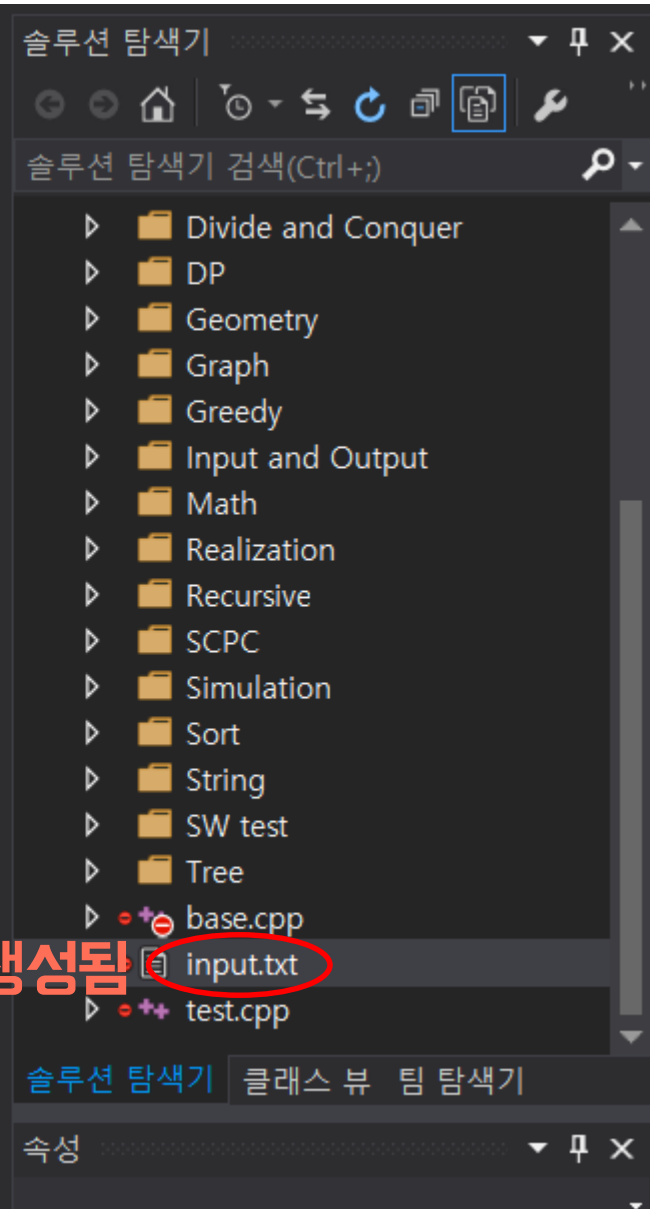 솔루션 탐색기
솔루션 탐색기 검색(Ctrl+;)
Divide and Conquer
DP
Geometry
Graph
Greedy
Input and Output
Math
Realization
Recursive
SCPC
Simulation
Sort
String
SW test
Tree
base.cpp
생성됨 input.txt
test.cpp
솔루션 탐색기 클래스 뷰 팀 탐색기
속성